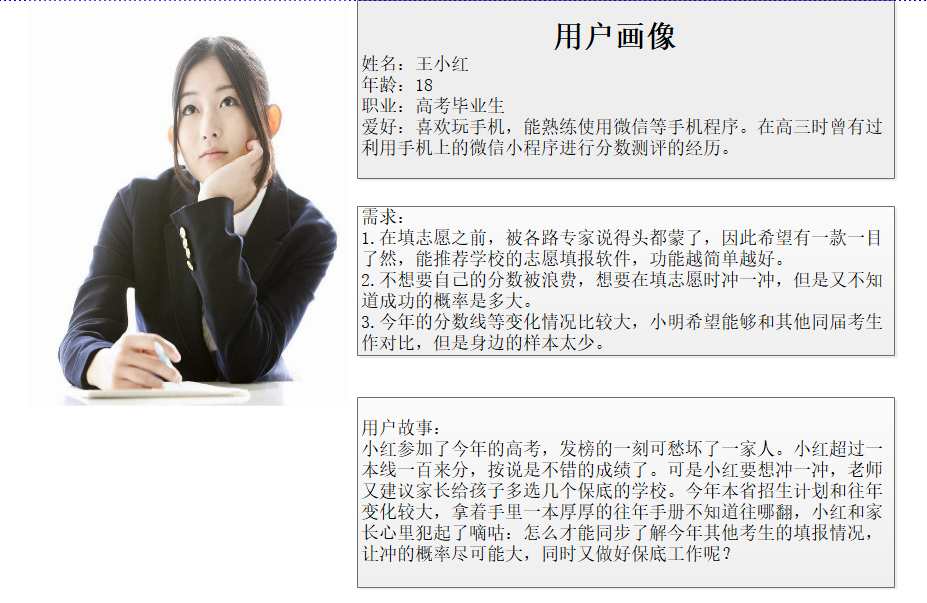 用户画像
姓名：王小红
年龄：18
职业：高考毕业生
爱好：喜欢玩手机，能熟练使用微信等手机程序。在高三时曾有过
利用手机上的微信小程序进行分数测评的经历。
需求：
1.在填志愿之前，被各路专家说得头都蒙了，因此希望有一款一目
了然，能推荐学校的志愿填报软件，功能越简单越好。
2.不想要自己的分数被浪费，想要在填志愿时冲一冲，但是又不知
道成功的概率是多大。
3.今年的分数线等变化情况比较大，小明希望能够和其他同届考生
作对比，但是身边的样本太少。
用户故事：
小红参加了今年的高考，发榜的一刻可愁坏了一家人。小红超过一
本线一百来分，按说是不错的成绩了。可是小红要想冲一冲，老师
又建议家长给孩子多选几个保底的学校。今年本省招生计划和往年
变化较大，拿着手里一本厚厚的往年手册不知道往哪翻，小红和家
长心里犯起了嘀咕：怎么才能同步了解今年其他考生的填报情况，
让冲的概率尽可能大，同时又做好保底工作呢？